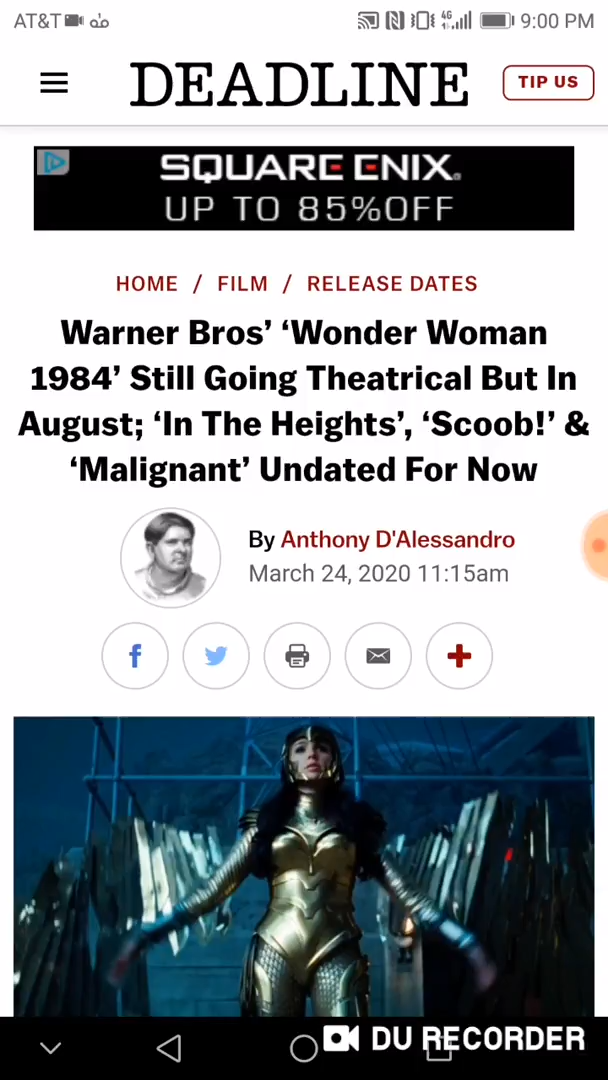 AT&T
4G
9:00 PM
DEADLINE
TIP US
SQUARE ENIX.
UP TO 85%OFF
HOME / FILM / RELEASE DATES
Warner Bros’ ‘Wonder Woman
1984’ Still Going Theatrical But In
August; ‘In The Heights’, ‘Scoob!’ &
‘Malignant’ Undated For Now
By Anthony D'Alessandro
March 24, 2020 11:15am
DU RECORDER